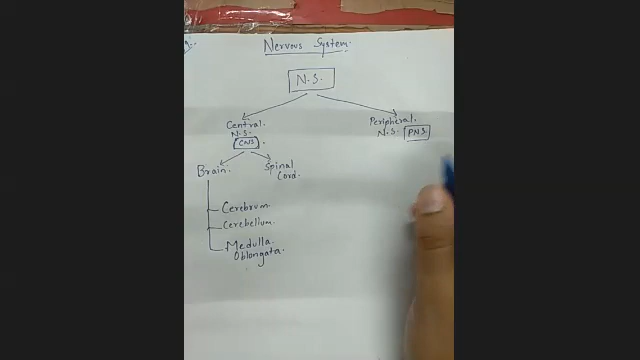 Nervous System.
N.S.
Central. Peripheral.
N.S. N.S. PNS.
CNS
Brain. Spinal
Cord.
Cerebrum.
Cerebellum.
Medulla.
Oblongata.